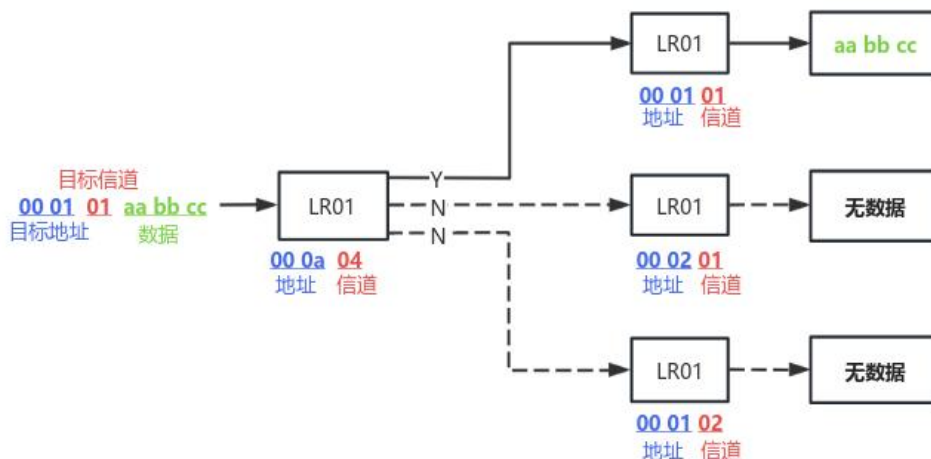 LR01
aa bb cc
00 01 01
地址 信道
目标信道
00 01 01 aa bb cc
目标地址 数据
LR01
Y
N
N
00 0a 04
地址 信道
LR01
无数据
00 02 01
地址 信道
LR01
无数据
00 01 02
地址 信道